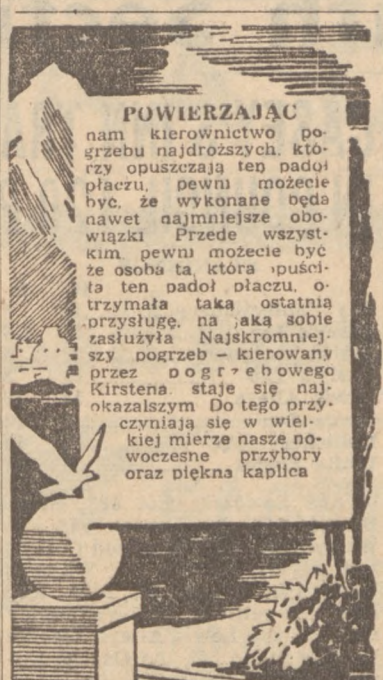 POWIERZAJĄC
nam kierownictwo po-
grzebu najdroższych, któ-
rzy opuszczają ten padoł
płaczu, pewni możecie
być, że wykonane będa
nawet najmniejsze obo-
wiązki Przede wszyst-
kim pewni możecie być
że osoba ta, która opuści-
ła ten padoł płaczu, o-
trzymała taką ostatnią
przysługę, na jaką sobie
zasłużyła Najskromniej-
szy pogrzeb – kierowany
przez pogrzebowego
Kirstena staje się naj-
okazalszym Do tego przy-
czyniają się w wiel-
kiej mierze nasze no-
woczesne przybory
oraz piękna kaplica